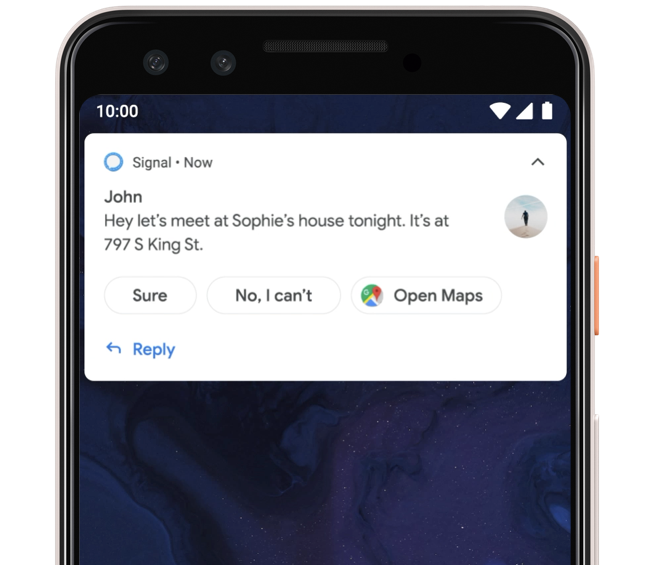 10:00
Signal • Now
John
Hey let’s meet at Sophie’s house tonight. It’s at
797 S King St.
Sure
No, I can’t
Open Maps
Reply